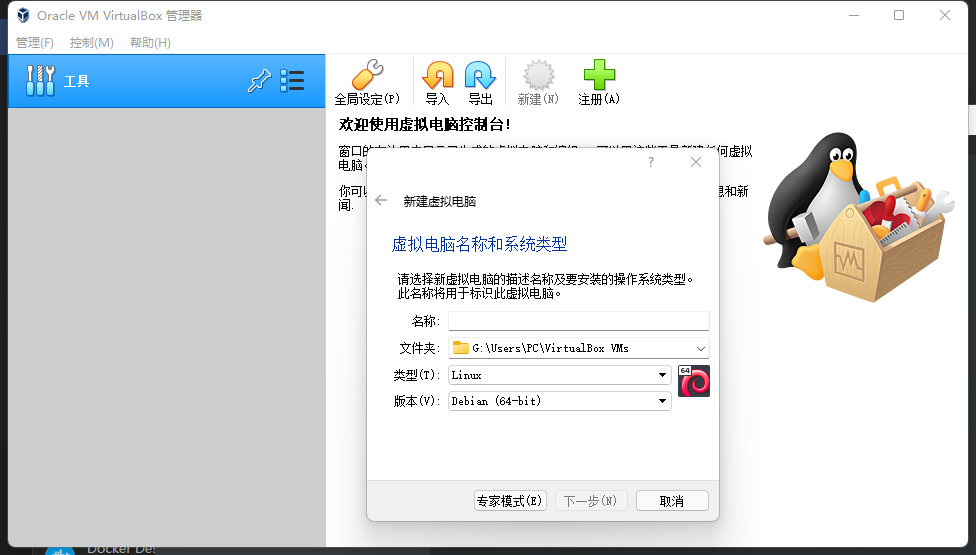 Oracle VM VirtualBox 管理器
管理(F) 控制(M) 帮助(H)
工具
全局设定(P) 导入 导出 新建(N) 注册(A)
欢迎使用虚拟电脑控制台!
窗口的 何虚拟
电脑
你可以 息和新
闻.
?
新建虚拟电脑
虚拟电脑名称和系统类型
请选择新虚拟电脑的描述名称及要安装的操作系统类型。
此名称将用于标识此虚拟电脑。
名称:
文件夹: G:\Users\PC\VirtualBox VMs
类型(T): Linux
64
版本(V): Debian (64-bit)
专家模式(E) 下一步(N) 取消
Docker Des